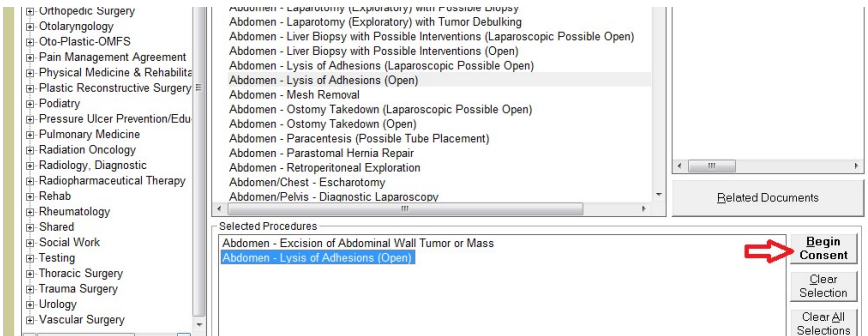 Orthopedic Surgery
Otolaryngology
Oto-Plastic-OMFS
Pain Management Agreement
Physical Medicine & Rehabilita
Plastic Reconstructive Surgery
Podiatry
Pressure Ulcer Prevention/Edu
Pulmonary Medicine
Radiation Oncology
Radiology, Diagnostic
Radiopharmaceutical Therapy
Rehab
Rheumatology
Shared
Social Work
Testing
Thoracic Surgery
Trauma Surgery
Urology
Vascular Surgery
Abdomen - Laparotomy (Exploratory) with Possible Biopsy
Abdomen - Laparotomy (Exploratory) with Tumor Debulking
Abdomen - Liver Biopsy with Possible Interventions (Laparoscopic Possible Open)
Abdomen - Liver Biopsy with Possible Interventions (Open)
Abdomen - Lysis of Adhesions (Laparoscopic Possible Open)
Abdomen - Lysis of Adhesions (Open)
Abdomen - Mesh Removal
Abdomen - Ostomy Takedown (Laparoscopic Possible Open)
Abdomen - Ostomy Takedown (Open)
Abdomen - Paracentesis (Possible Tube Placement)
Abdomen - Parastomal Hernia Repair
Abdomen - Retroperitoneal Exploration
Abdomen/Chest - Escharotomy
Abdomen/Pelvis - Diagnostic Laparoscopy
Related Documents
Selected Procedures
Abdomen - Excision of Abdominal Wall Tumor or Mass
Abdomen - Lysis of Adhesions (Open)
Begin
Consent
Clear
Selection
Clear All
Selections